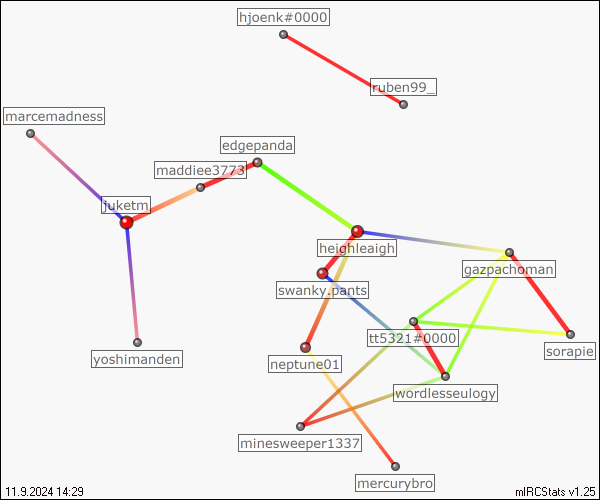 hjoenk#0000
ruben99_
marcemadness
edgepanda
maddiee3773
juketm
heighleaigh
gazpachoman
swanky.pants
tt5321#0000
sorapie
yoshimanden
neptune01
wordlesseulogy
minesweeper1337
mercurybro
11.9.2024 14:29
mIRCStats v1.25